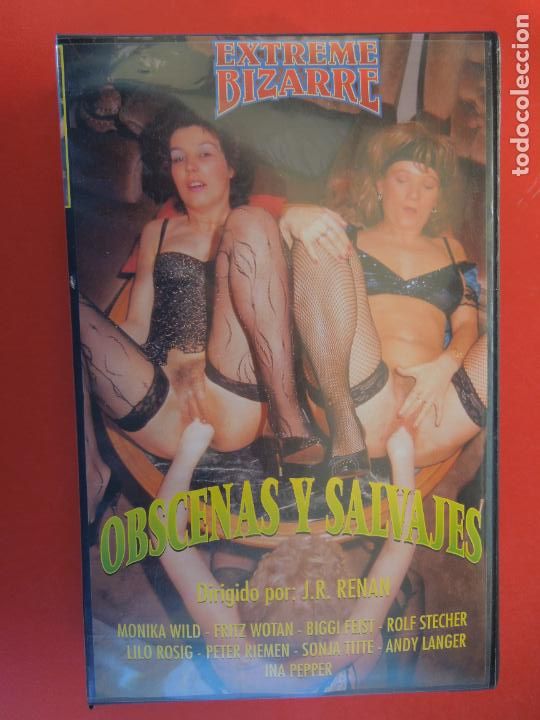 EXTREME
BIZARRE
OBSCENAS Y SALVAJES
Dirigido por: J.R. RENAN
MONIKA WILD - FRITZ WOTAN - BIGGI FEIST - ROLF STECHER
LILO ROSIG - PETER RIEMEN - SONJA TITTE - ANDY LANGER
INA PEPPER
todocoleccion